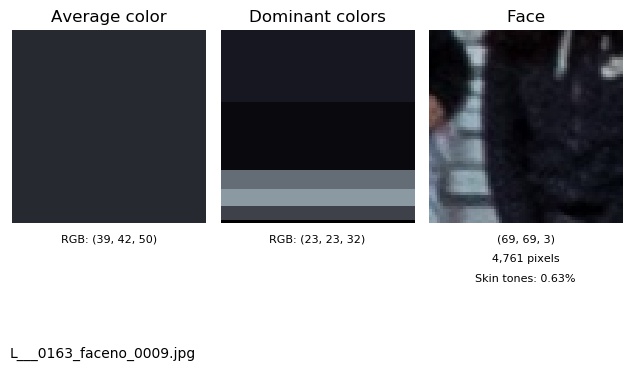 Average color
Dominant colors
Face
RGB: (39, 42, 50)
RGB: (23, 23, 32)
(69, 69, 3)
4,761 pixels
Skin tones: 0.63%
L___0163_faceno_0009.jpg